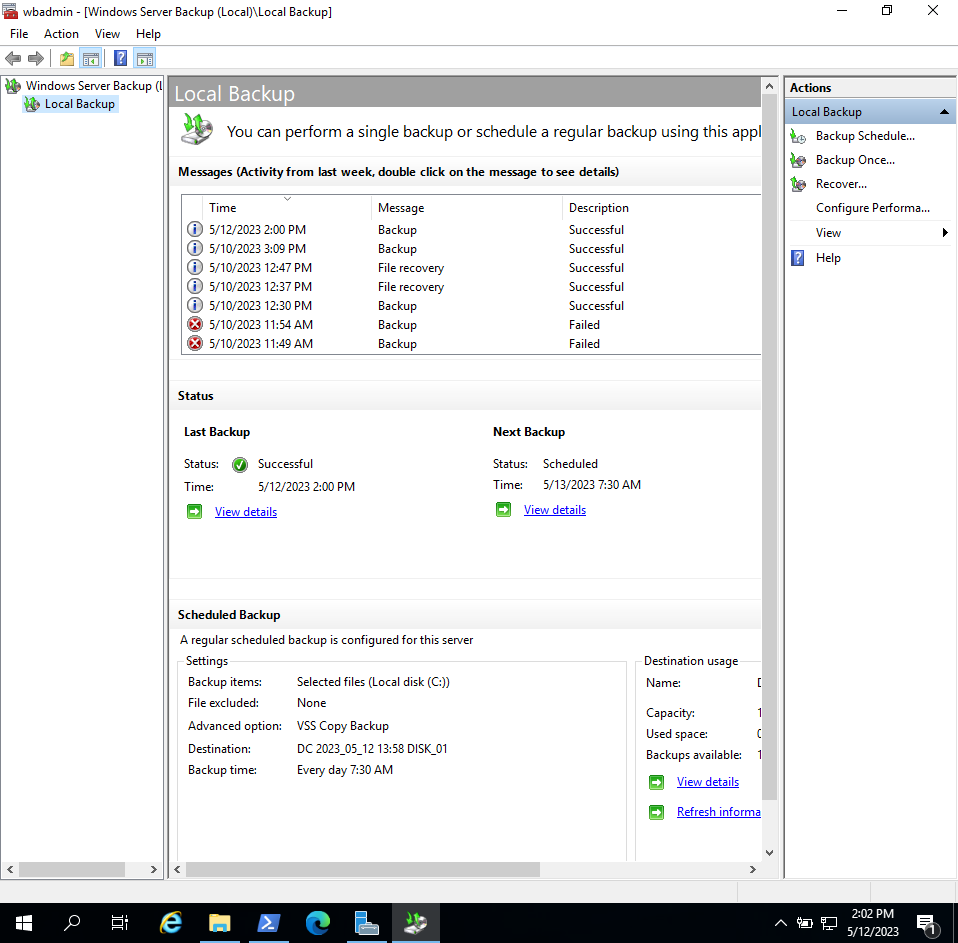 wbadmin - [Windows Server Backup (Local)\Local Backup]
File Action View Help
Windows Server Backup (L
Local Backup
Local Backup
You can perform a single backup or schedule a regular backup using this appl
Messages (Activity from last week, double click on the message to see details)
Time Message Description
5/12/2023 2:00 PM Backup Successful
5/10/2023 3:09 PM Backup Successful
5/10/2023 12:47 PM File recovery Successful
5/10/2023 12:37 PM File recovery Successful
5/10/2023 12:30 PM Backup Successful
5/10/2023 11:54 AM Backup Failed
5/10/2023 11:49 AM Backup Failed
Status
Last Backup
Status: Successful
Time: 5/12/2023 2:00 PM
View details
Next Backup
Status: Scheduled
Time: 5/13/2023 7:30 AM
View details
Scheduled Backup
A regular scheduled backup is configured for this server
Settings
Backup items: Selected files (Local disk (C:))
File excluded: None
Advanced option: VSS Copy Backup
Destination: DC 2023_05_12 13:58 DISK_01
Backup time: Every day 7:30 AM
Destination usage
Name:
Capacity: 1
Used space:
Backups available: 1
View details
Refresh informa
Actions
Local Backup
Backup Schedule...
Backup Once...
Recover...
Configure Performa...
View
Help
2:02 PM
5/12/2023
1